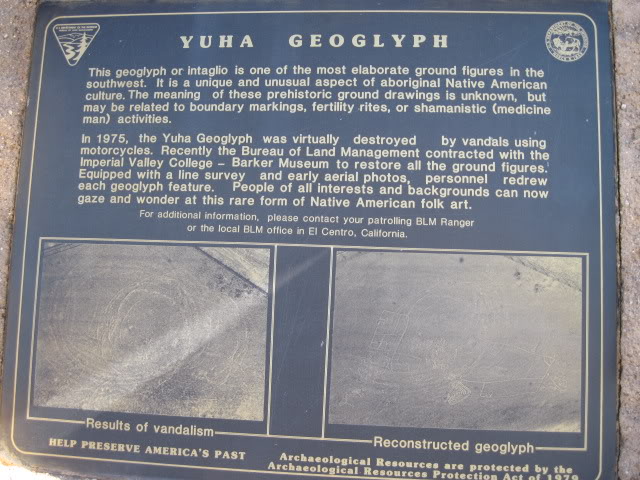 YUHA GEOGLYPH
This geoglyph or intaglio is one of the most elaborate ground figures in the
southwest. It is a unique and unusual aspect of aboriginal Native American
culture. The meaning of these prehistoric ground drawings is unknown, but
may be related to boundary markings, fertility rites, or shamanistic (medicine
man) activities.
In 1975, the Yuha Geoglyph was virtually destroyed by vandals using
motorcycles. Recently the Bureau of Land Management contracted with the
Imperial Valley College – Barker Museum to restore all the ground figures.
Equipped with a line survey and early aerial photos, personnel redrew
each geoglyph feature. People of all interests and backgrounds can now
gaze and wonder at this rare form of Native American folk art.
For additional information, please contact your patrolling BLM Ranger
or the local BLM office in El Centro, California.
Results of vandalism
Reconstructed geoglyph
HELP PRESERVE AMERICA'S PAST
Archaeological Resources are protected by the
Archaeological Resources Protection Act of 1979